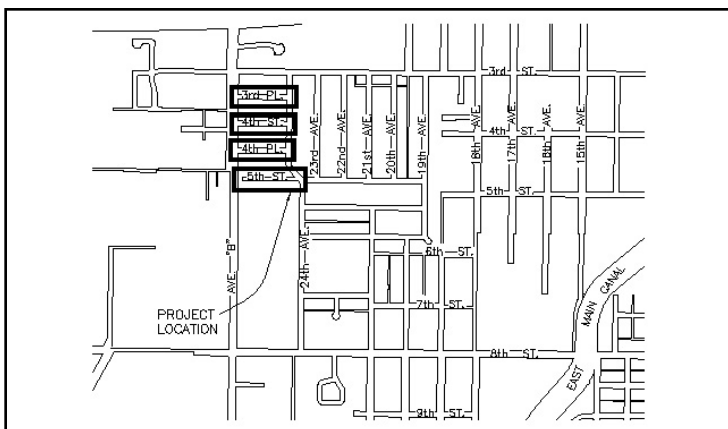 3rd ST.
3rd PL.
4th ST.
4th PL.
5th ST.
23rd AVE.
22nd AVE.
21st AVE.
20th AVE.
19th AVE.
18th AVE.
17th AVE.
16th AVE.
15th AVE.
4th ST.
5th ST.
AVE. "B"
24th AVE.
6th ST.
7th ST.
PROJECT
LOCATION
8th ST.
9th ST.
EAST MAIN CANAL